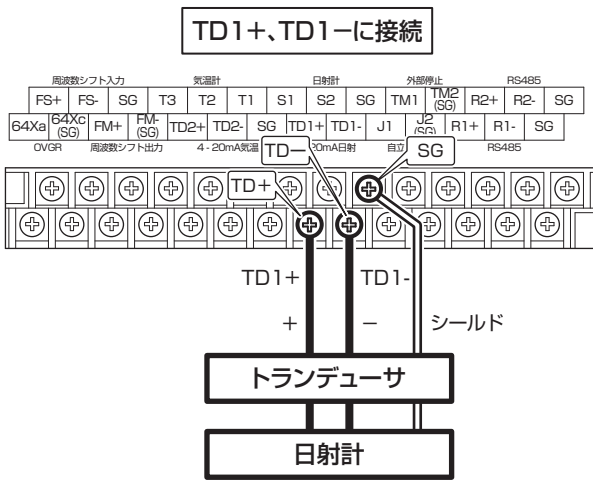 TD1+、TD1−に接続
周波数シフト入力 気温計 日射計 外部停止 RS485
FS+ FS- SG T3 T2 T1 S1 S2 SG TM1 TM2 (SG) R2+ R2- SG
64Xa 64Xc (SG) FM+ FM- (SG) TD2+ TD2- SG TD1+ TD1- J1 J2 (SG) R1+ R1- SG
OVGR 周波数シフト出力 4-20mA気温 20mA日射 自立 RS485
TD− SG
TD+
TD1+ TD1-
+ − シールド
トランデューサ
日射計